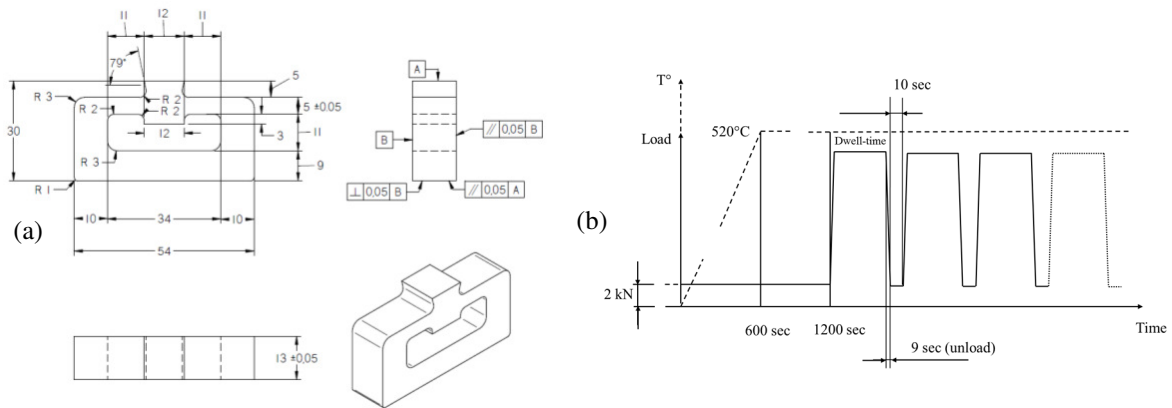 11
12
11
79°
5
R 3
R 2
R 2
R 2
5 ±0.05
30
12
3
11
R 3
9
R 1
10
34
10
54
(a)
A
B
// 0,05 B
⊥ 0,05 B
// 0,05 A
13 ±0,05
T°
10 sec
520°C
Load
Dwell-time
(b)
2 kN
600 sec
1200 sec
Time
9 sec (unload)